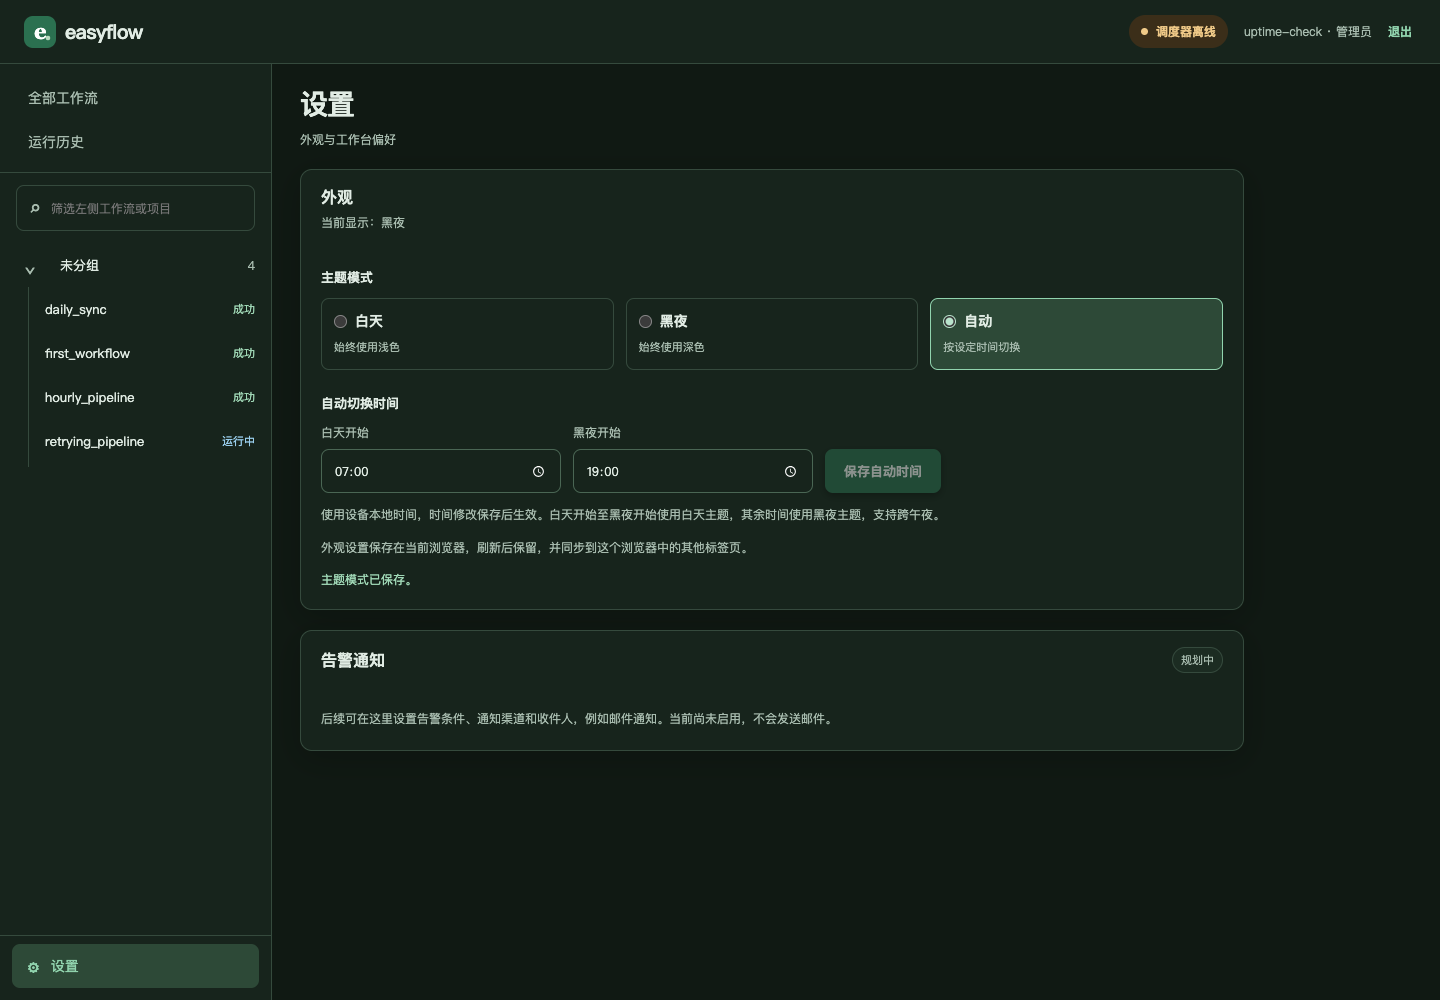 e. easyflow
调度器离线
uptime-check · 管理员
退出
全部工作流
运行历史
筛选左侧工作流或项目
未分组 4
daily_sync 成功
first_workflow 成功
hourly_pipeline 成功
retrying_pipeline 运行中
设置
设置
外观与工作台偏好
外观
当前显示：黑夜
主题模式
白天
始终使用浅色
黑夜
始终使用深色
自动
按设定时间切换
自动切换时间
白天开始
07:00
黑夜开始
19:00
保存自动时间
使用设备本地时间，时间修改保存后生效。白天开始至黑夜开始使用白天主题，其余时间使用黑夜主题，支持跨午夜。
外观设置保存在当前浏览器，刷新后保留，并同步到这个浏览器中的其他标签页。
主题模式已保存。
告警通知
规划中
后续可在这里设置告警条件、通知渠道和收件人，例如邮件通知。当前尚未启用，不会发送邮件。